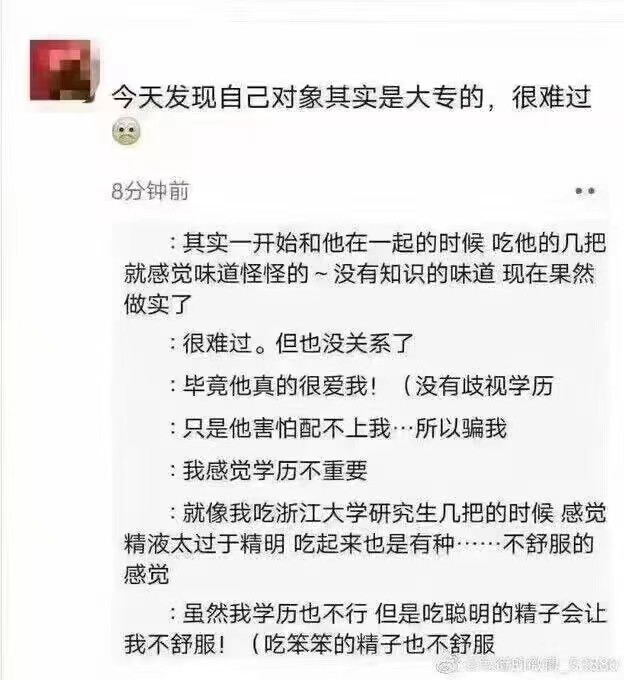 今天发现自己对象其实是大专的，很难过
8分钟前
：其实一开始和他在一起的时候 吃他的几把
就感觉味道怪怪的～没有知识的味道 现在果然
做实了
：很难过。但也没关系了
：毕竟他真的很爱我！（没有歧视学历
：只是他害怕配不上我…所以骗我
：我感觉学历不重要
：就像我吃浙江大学研究生几把的时候 感觉
精液太过于精明 吃起来也是有种……不舒服的
感觉
：虽然我学历也不行 但是吃聪明的精子会让
我不舒服！（吃笨笨的精子也不舒服